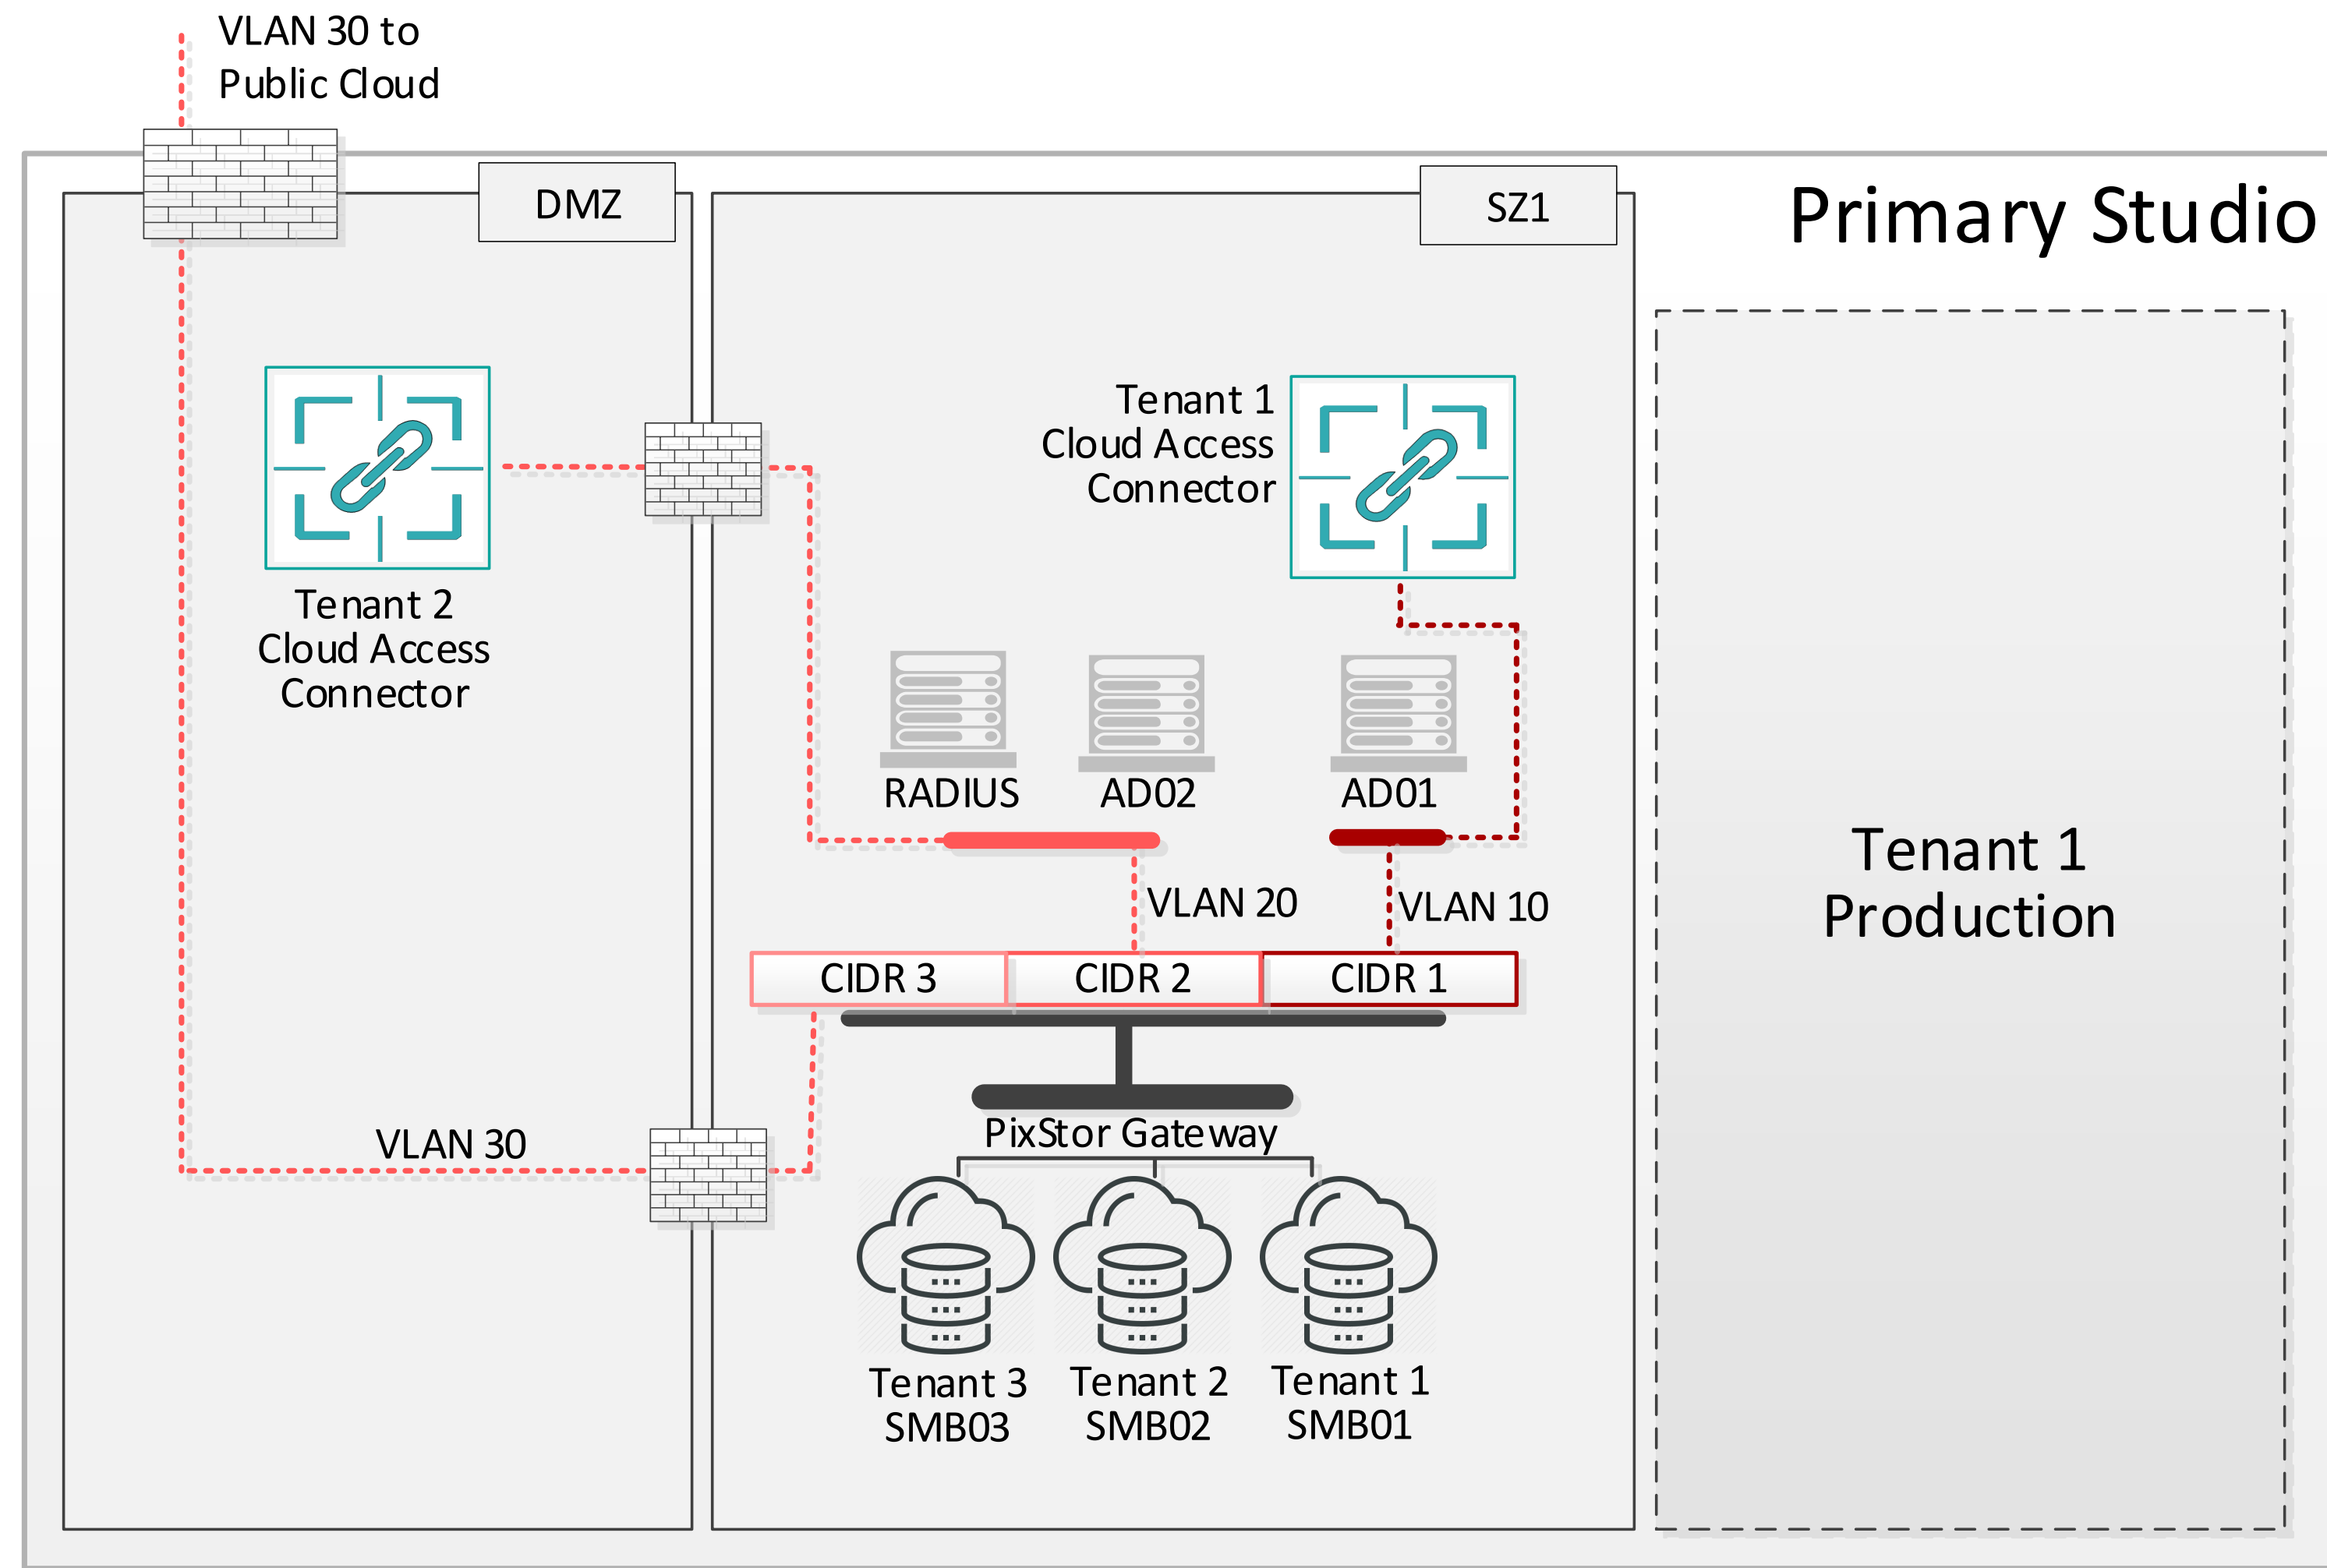 VLAN 30 to
Public Cloud
DMZ
SZ1
Primary Studio
Tenant 1
Cloud Access
Connector
Tenant 2
Cloud Access
Connector
RADIUS
AD02
AD01
VLAN 20
VLAN 10
Tenant 1
Production
CIDR 3
CIDR 2
CIDR 1
PixStor Gateway
VLAN 30
Tenant 3
SMB03
Tenant 2
SMB02
Tenant 1
SMB01